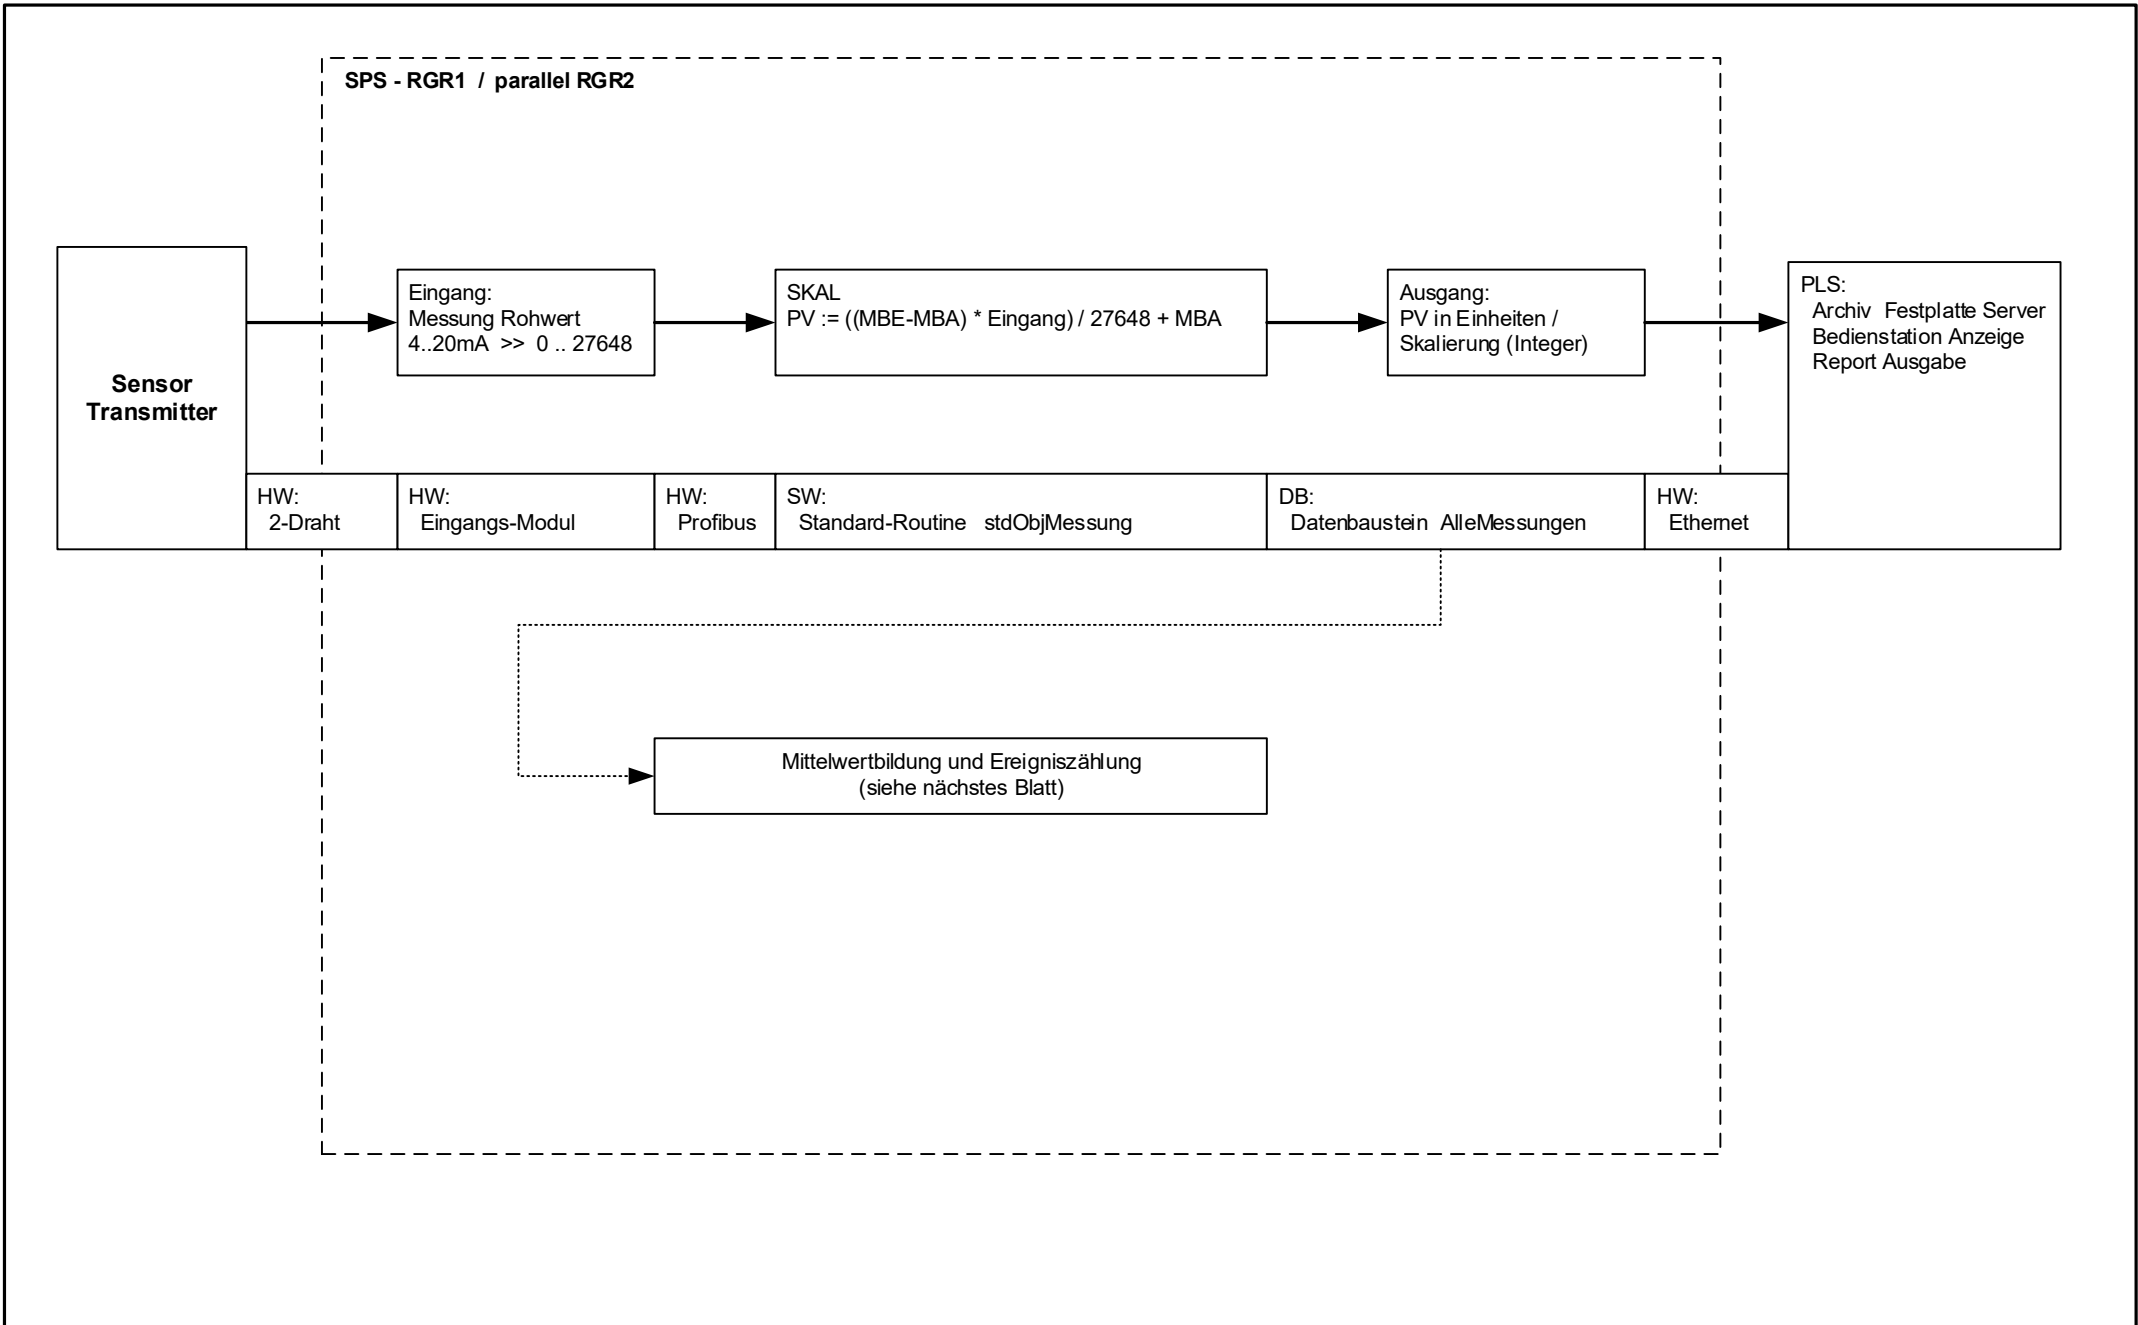 SPS - RGR1 / parallel RGR2
Sensor
Transmitter
Eingang:
Messung Rohwert
4..20mA >> 0 .. 27648
SKAL
PV := ((MBE-MBA) * Eingang) / 27648 + MBA
Ausgang:
PV in Einheiten /
Skalierung (Integer)
PLS:
Archiv Festplatte Server
Bedienstation Anzeige
Report Ausgabe
HW:
2-Draht
HW:
Eingangs-Modul
HW:
Profibus
SW:
Standard-Routine stdObjMessung
DB:
Datenbaustein AlleMessungen
HW:
Ethernet
Mittelwertbildung und Ereigniszählung
(siehe nächstes Blatt)